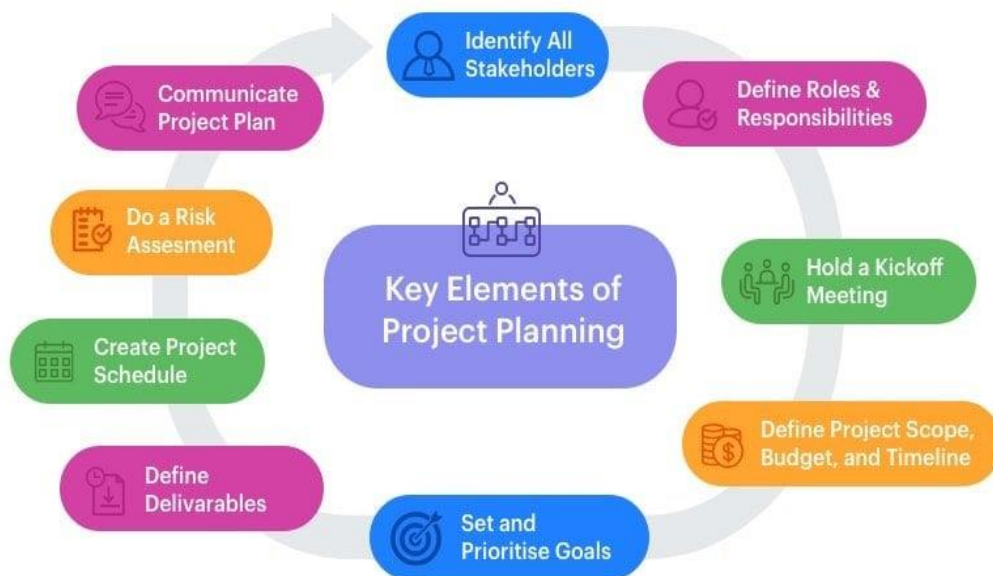 Identify All
Stakeholders
Define Roles &
Responsibilities
Hold a Kickoff
Meeting
Define Project Scope,
Budget, and Timeline
Set and
Prioritise Goals
Define
Delivarables
Create Project
Schedule
Do a Risk
Assesment
Communicate
Project Plan
Key Elements of
Project Planning